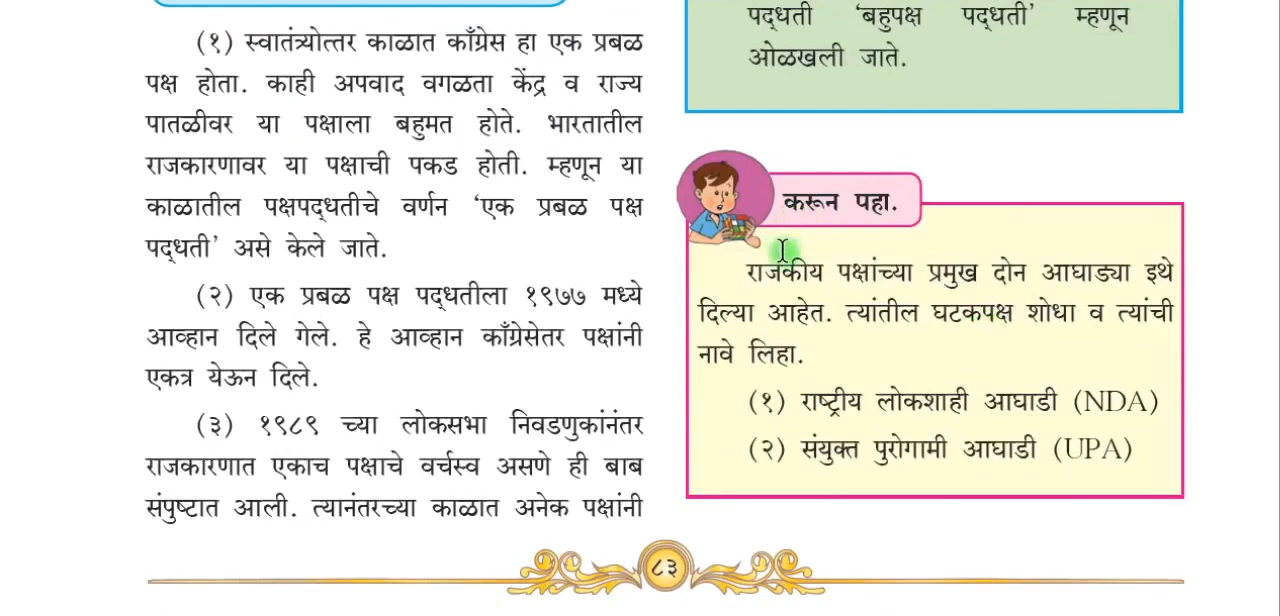 (१) स्वातंत्र्योत्तर काळात काँग्रेस हा एक प्रबळ
पक्ष होता. काही अपवाद वगळता केंद्र व राज्य
पातळीवर या पक्षाला बहुमत होते. भारतातील
राजकारणावर या पक्षाची पकड होती. म्हणून या
काळातील पक्षपद्धतीचे वर्णन ‘एक प्रबळ पक्ष
पद्धती’ असे केले जाते.
(२) एक प्रबळ पक्ष पद्धतीला १९७७ मध्ये
आव्हान दिले गेले. हे आव्हान काँग्रेसेतर पक्षांनी
एकत्र येऊन दिले.
(३) १९८९ च्या लोकसभा निवडणुकांनंतर
राजकारणात एकाच पक्षाचे वर्चस्व असणे ही बाब
संपुष्टात आली. त्यानंतरच्या काळात अनेक पक्षांनी
पद्धती ‘बहुपक्ष पद्धती’ म्हणून
ओळखली जाते.
करून पहा.
राजकीय पक्षांच्या प्रमुख दोन आघाड्या इथे
दिल्या आहेत. त्यांतील घटकपक्ष शोधा व त्यांची
नावे लिहा.
(१) राष्ट्रीय लोकशाही आघाडी (NDA)
(२) संयुक्त पुरोगामी आघाडी (UPA)
८३